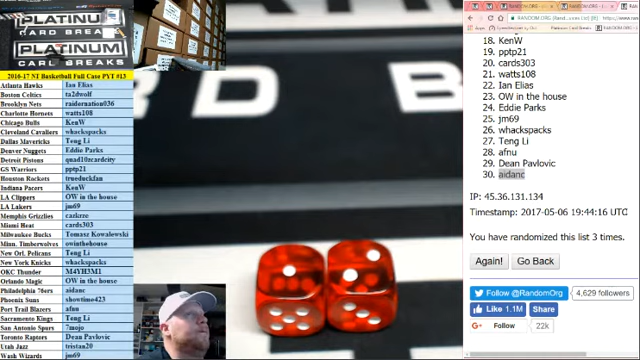 PLATINUM
CARD BREAKS
PLATINUM
CARL BREAKS
2016-17 NT Basketball Full Case PYT #13
Atlanta Hawks Ian Elias
Boston Celtics ta2dwolf
Brooklyn Nets raidernation036
Charlotte Hornets watts108
Chicago Bulls KenW
Cleveland Cavaliers whackspacks
Dallas Mavericks Teng Li
Denver Nuggets Eddie Parks
Detroit Pistons quad10zcardcity
GS Warriors pptp21
Houston Rockets trueduckfan
Indiana Pacers KenW
LA Clippers OW in the house
LA Lakers jm69
Memphis Grizzlies
Miami Heat cards303
Milwaukee Bucks Tomasz Kowalewski
Minn. Timberwolves owinthehouse
New Orl. Pelicans Teng Li
New York Knicks whackspacks
OKC Thunder M4YH3M1
Orlando Magic OW in the house
Philadelphia 76ers aidanc
Phoenix Suns showtime423
Port Trail Blazers afnu
Sacramento Kings Teng Li
San Antonio Spurs 7mojo
Toronto Raptors Dean Pavlovic
Utah Jazz tristan20
Wash Wizards jm69
R D B
18. KenW
19. pptp21
20. cards303
21. watts108
22. Ian Elias
23. OW in the house
24. Eddie Parks
25. jm69
26. whackspacks
27. Teng Li
28. afnu
29. Dean Pavlovic
30. aidanc
IP: 45.36.131.134
Timestamp: 2017-05-06 19:44:16 UTC
You have randomized this list 3 times.
Again! Go Back
Follow @RandomOrg 4,629 followers
Like 1.1M Share
G+ Follow 22k